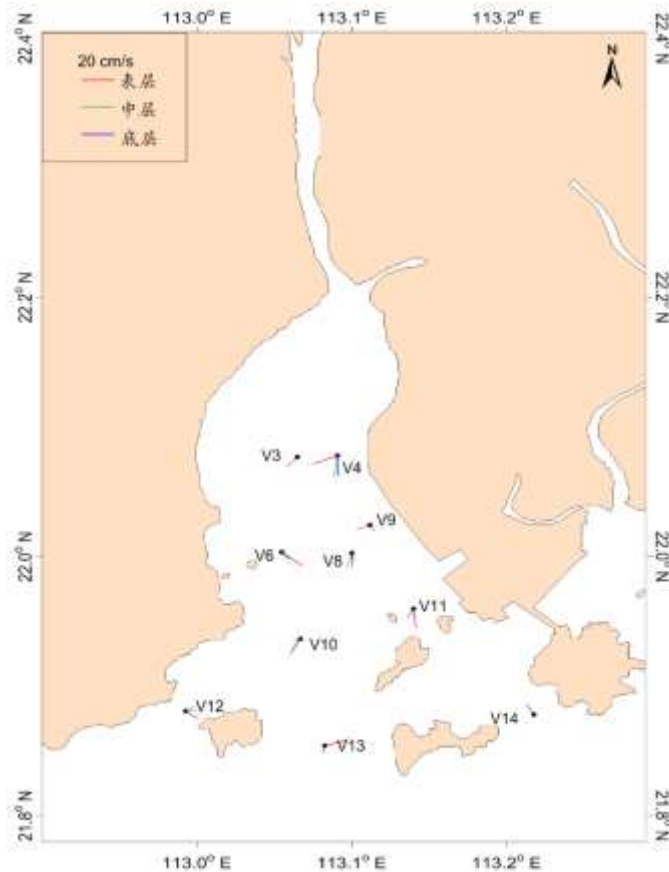 113.0° E 113.1° E 113.2° E
22.4° N 22.4° N
20 cm/s
表层
中层
底层
N
22.2° N 22.2° N
V3
V4
V9
V6
V8
22.0° N 22.0° N
V11
V10
V12
V14
V13
21.8° N 21.8° N
113.0° E 113.1° E 113.2° E